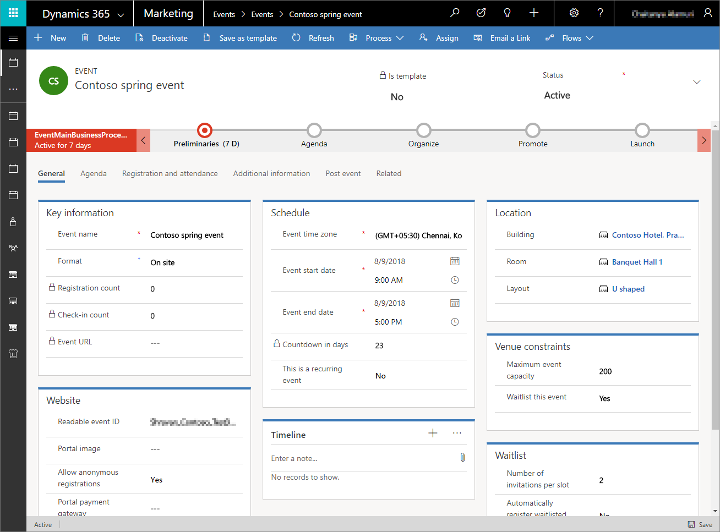 Dynamics 365
Marketing
Events > Events > Contoso spring event
?
New
Delete
Deactivate
Save as template
Refresh
Process
Assign
Email a Link
Flows
CS
EVENT
Contoso spring event
Is template
No
Status
*
Active
EventMainBusinessProce...
Active for 7 days
Preliminaries (7 D)
Agenda
Organize
Promote
Launch
General
Agenda
Registration and attendance
Additional information
Post event
Related
Key information
Event name * Contoso spring event
Format * On site
Registration count 0
Check-in count 0
Event URL ---
Website
Readable event ID
Portal image ---
Allow anonymous
registrations
Yes
Portal payment
gateway
Schedule
Event time zone * (GMT+05:30) Chennai, Ko
Event start date *
8/9/2018
9:00 AM
Event end date *
8/9/2018
5:00 PM
Countdown in days 23
This is a recurring
event
No
Timeline
Enter a note...
No records to show.
Location
Building Contoso Hotel, Pra...
Room Banquet Hall 1
Layout U shaped
Venue constraints
Maximum event
capacity
200
Waitlist this event Yes
Waitlist
Number of
invitations per slot
2
Automatically
register waitlisted
No
Active
Save